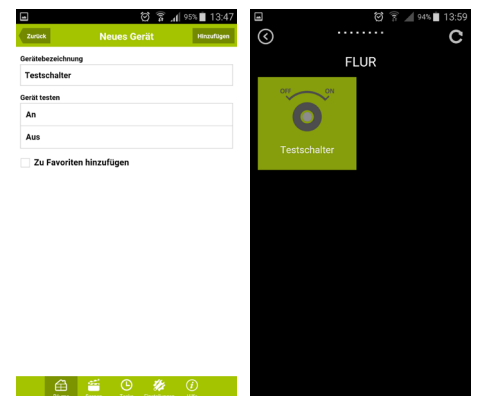 95% 13:47
Zurück
Neues Gerät
Hinzufügen
Gerätebezeichnung
Testschalter
Gerät testen
An
Aus
Zu Favoriten hinzufügen
94% 13:59
FLUR
OFF ON
Testschalter